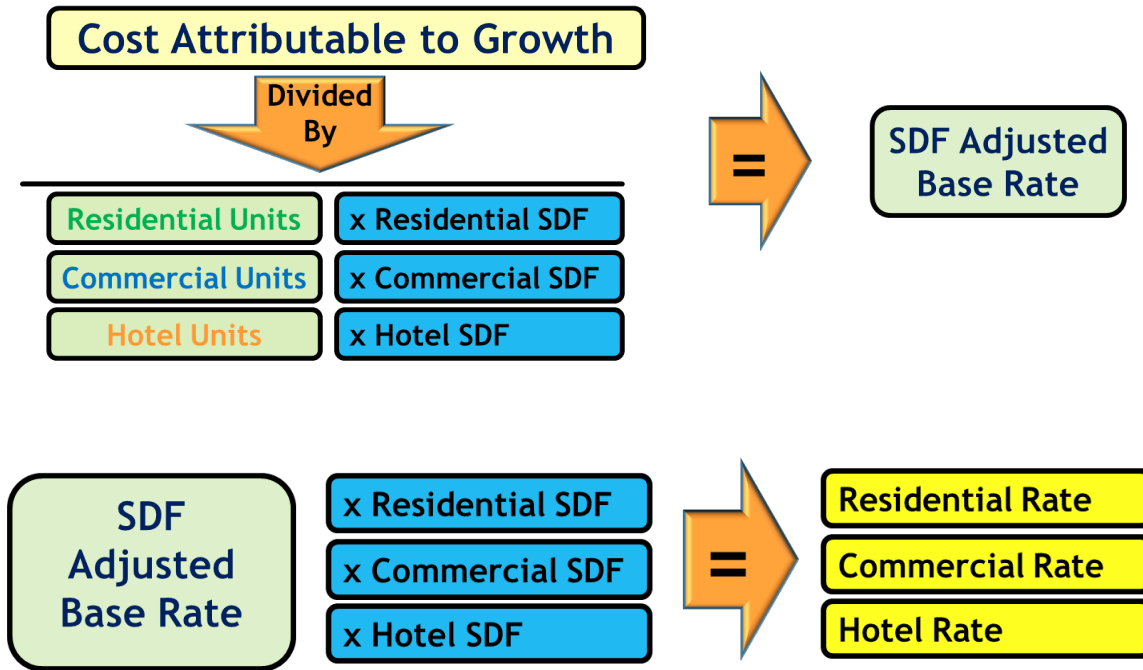 Cost Attributable to Growth
Divided
By
=
SDF Adjusted
Base Rate
Residential Units
x Residential SDF
Commercial Units
x Commercial SDF
Hotel Units
x Hotel SDF
SDF
Adjusted
Base Rate
x Residential SDF
x Commercial SDF
x Hotel SDF
=
Residential Rate
Commercial Rate
Hotel Rate